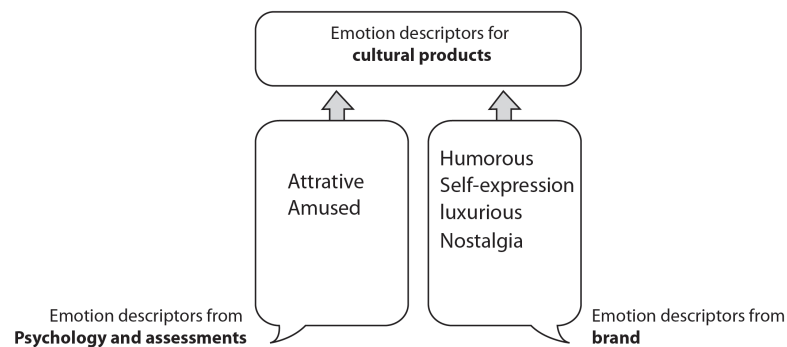 Emotion descriptors for
cultural products
Attrative
Amused
Humorous
Self-expression
luxurious
Nostalgia
Emotion descriptors from
Psychology and assessments
Emotion descriptors from
brand